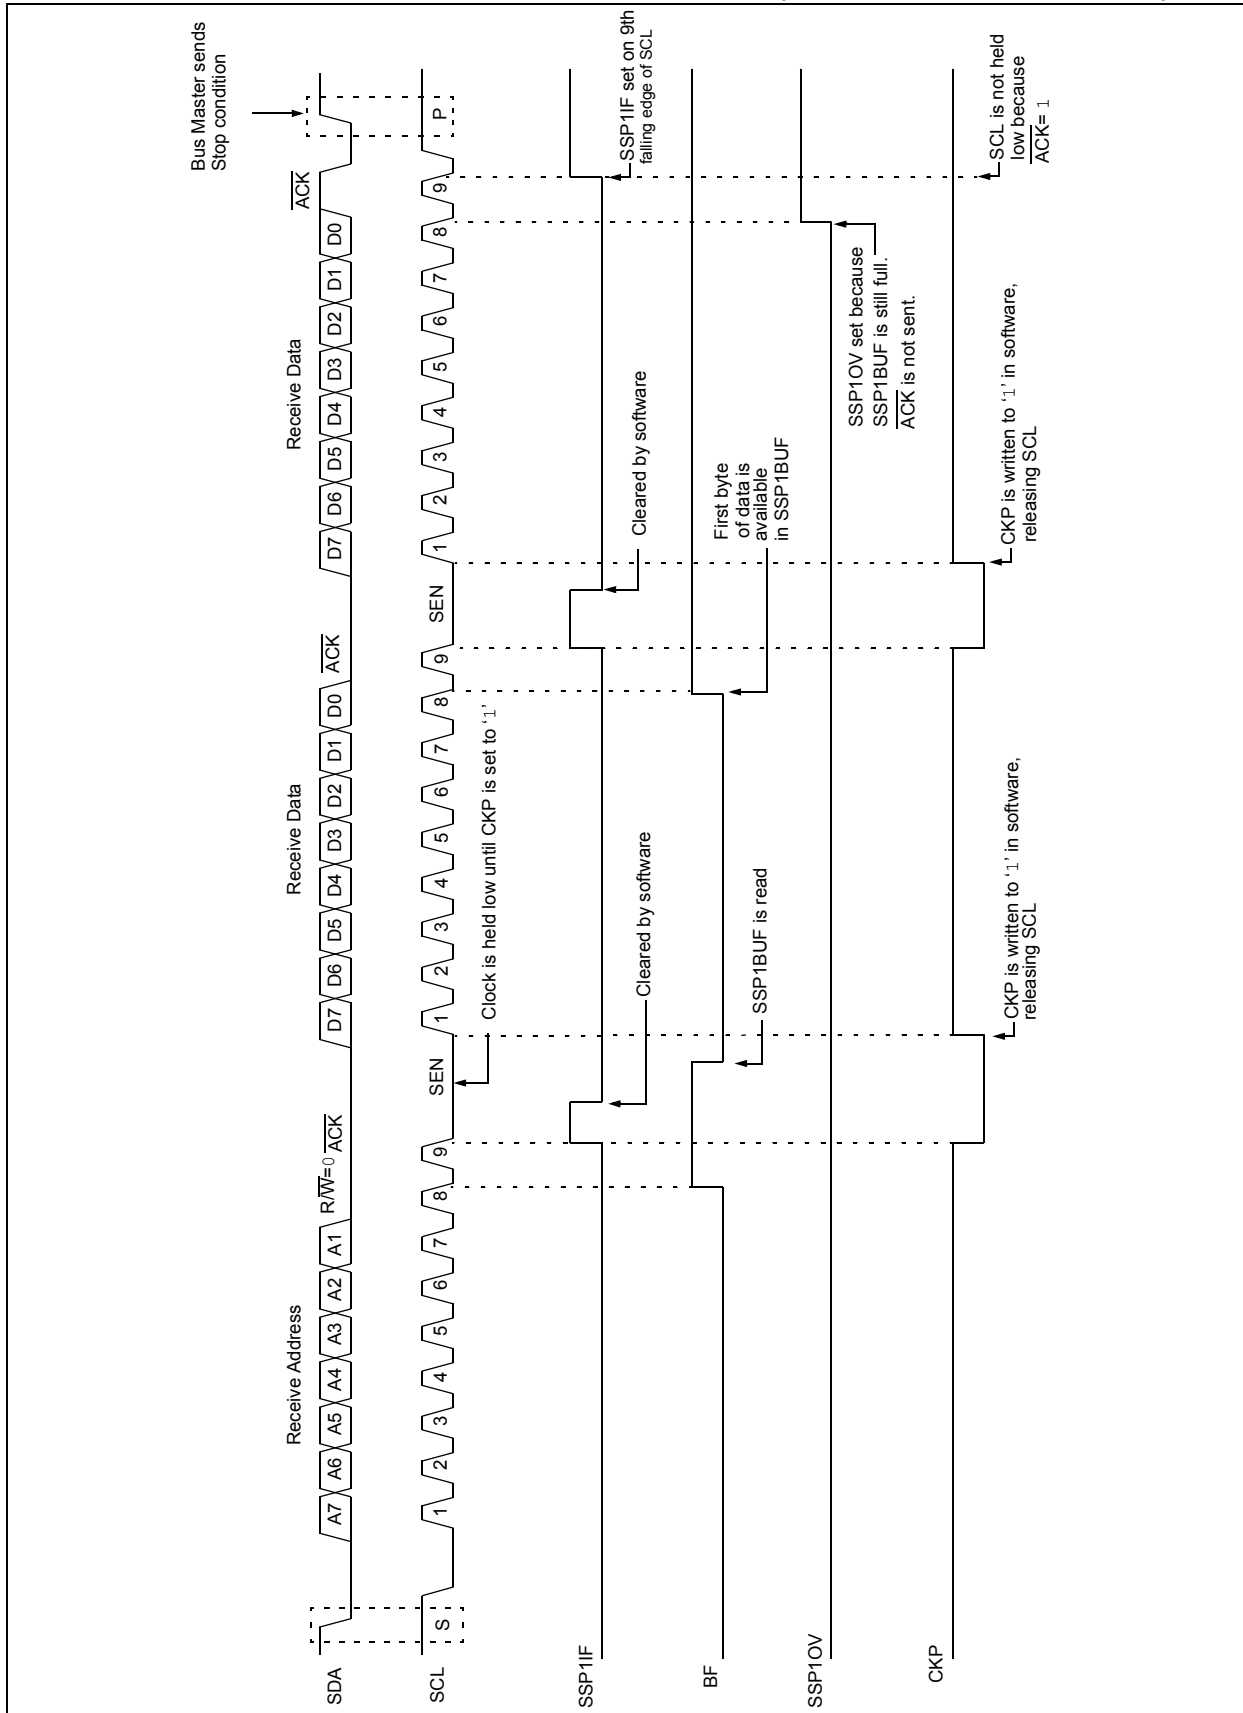 Bus Master sends
Stop condition
Receive Address
Receive Data
Receive Data
SDA
A7 A6 A5 A4 A3 A2 A1 R/W=0 ACK D7 D6 D5 D4 D3 D2 D1 D0 ACK D7 D6 D5 D4 D3 D2 D1 D0 ACK
SCL
S 1 2 3 4 5 6 7 8 9 SEN 1 2 3 4 5 6 7 8 9 SEN 1 2 3 4 5 6 7 8 9 P
Clock is held low until CKP is set to ‘1’
SSP1IF
Cleared by software
Cleared by software
SSP1IF set on 9th
falling edge of SCL
BF
SSP1BUF is read
First byte
of data is
available
in SSP1BUF
SSP1OV
SSP1OV set because
SSP1BUF is still full.
ACK is not sent.
CKP
CKP is written to ‘1’ in software,
releasing SCL
CKP is written to ‘1’ in software,
releasing SCL
SCL is not held
low because
ACK= 1